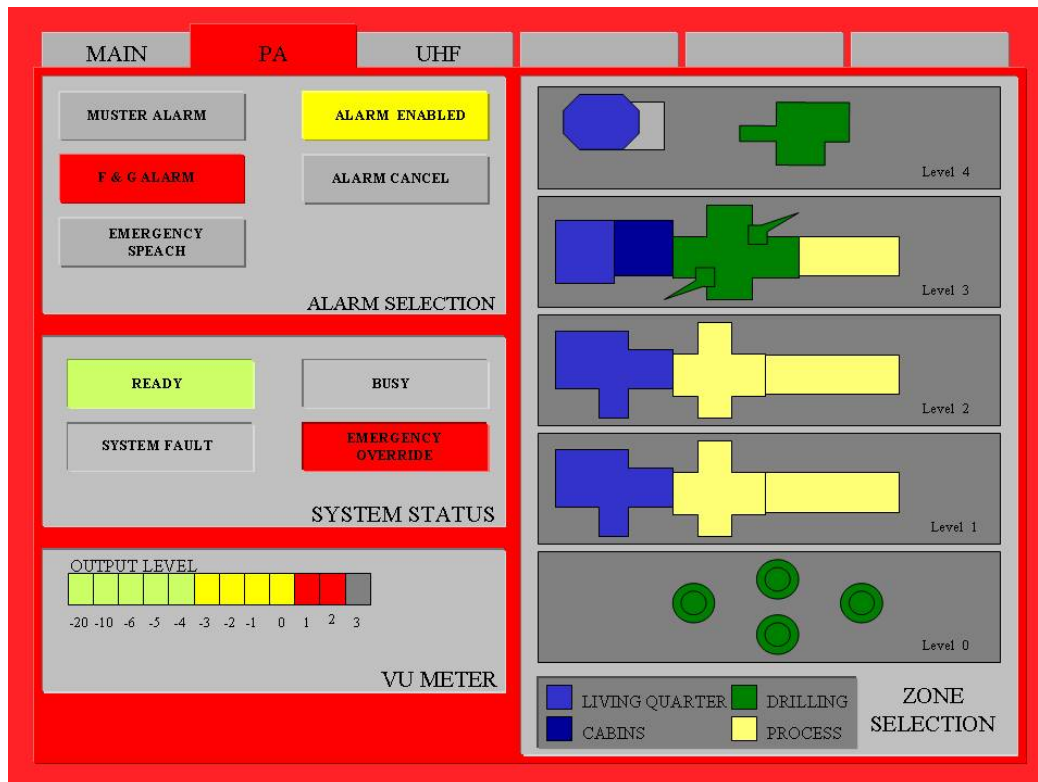 MAIN PA UHF
MUSTER ALARM
ALARM ENABLED
F & G ALARM
ALARM CANCEL
EMERGENCY
SPEACH
ALARM SELECTION
READY
BUSY
SYSTEM FAULT
EMERGENCY
OVERRIDE
SYSTEM STATUS
OUTPUT LEVEL
-20 -10 -6 -5 -4 -3 -2 -1 0 1 2 3
VU METER
Level 4
Level 3
Level 2
Level 1
Level 0
LIVING QUARTER
DRILLING
CABINS
PROCESS
ZONE
SELECTION